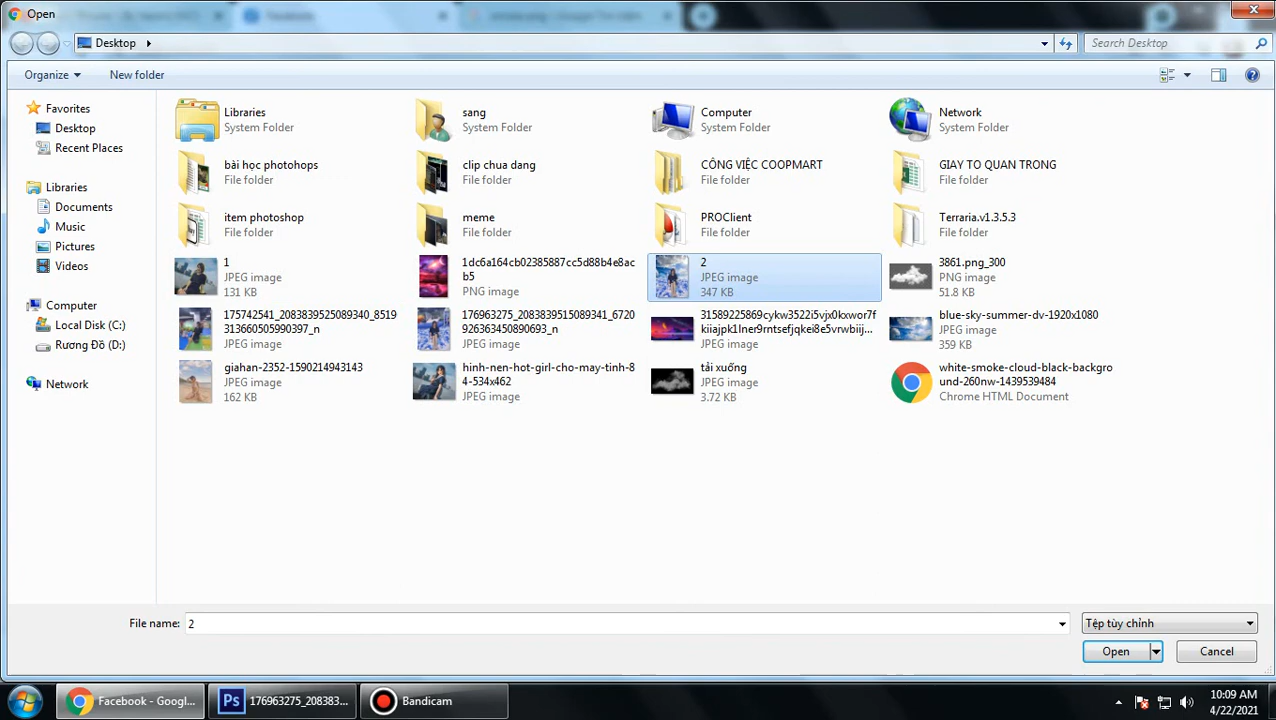 Open
Desktop
Search Desktop
Organize
New folder
Favorites
Desktop
Recent Places
Libraries
Documents
Music
Pictures
Videos
Computer
Local Disk (C:)
Rương Đồ (D:)
Network
Libraries
System Folder
sang
System Folder
Computer
System Folder
Network
System Folder
bài học photohops
File folder
clip chua dang
File folder
CÔNG VIỆC COOPMART
File folder
GIAY TO QUAN TRONG
File folder
item photoshop
File folder
meme
File folder
PROClient
File folder
Terraria.v1.3.5.3
File folder
1
JPEG image
131 KB
1dc6a164cb02385887cc5d88b4e8ac
b5
PNG image
2
JPEG image
347 KB
3861.png_300
PNG image
51.8 KB
175742541_2083839525089340_8519
313660505990397_n
JPEG image
176963275_2083839515089341_6720
926363450890693_n
JPEG image
JPEG image
blue-sky-summer-dv-1920x1080
JPEG image
359 KB
giahan-2352-1590214943143
JPEG image
162 KB
hinh-nen-hot-girl-cho-may-tinh-8
4-534x462
JPEG image
tải xuống
JPEG image
3.72 KB
white-smoke-cloud-black-backgro
und-260nw-1439539484
Chrome HTML Document
File name:
2
Tệp tùy chỉnh
Open
Cancel
Facebook - Googl...
Ps
176963275_208383...
Bandicam
10:09 AM
4/22/2021